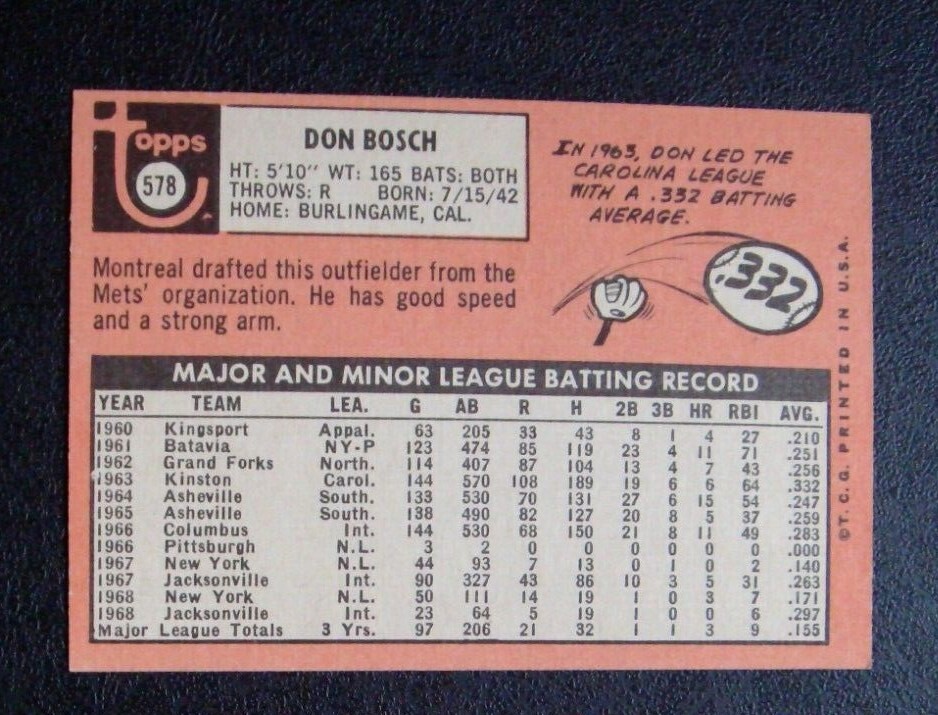 topps
578
DON BOSCH
HT: 5'10" WT: 165 BATS: BOTH
THROWS: R BORN: 7/15/42
HOME: BURLINGAME, CAL.
Montreal drafted this outfielder from the
Mets' organization. He has good speed
and a strong arm.
IN 1963, DON LED THE
CAROLINA LEAGUE
WITH A .332 BATTING
AVERAGE.
.332
MAJOR AND MINOR LEAGUE BATTING RECORD
YEAR TEAM LEA. G AB R H 2B 3B HR RBI AVG.
1960 Kingsport Appal. 63 205 33 43 8 1 4 27 .210
1961 Batavia NY-P 123 474 85 119 23 4 11 71 .251
1962 Grand Forks North. 114 407 87 104 13 4 7 43 .256
1963 Kinston Carol. 144 570 108 189 19 6 6 64 .332
1964 Asheville South. 133 530 70 131 27 6 15 54 .247
1965 Asheville South. 138 490 82 127 20 8 5 37 .259
1966 Columbus Int. 144 530 68 150 21 8 11 49 .283
1966 Pittsburgh N.L. 3 2 0 0 0 0 0 0 .000
1967 New York N.L. 44 93 7 13 0 1 0 2 .140
1967 Jacksonville Int. 90 327 43 86 10 3 5 31 .263
1968 New York N.L. 50 111 14 19 1 0 3 7 .171
1968 Jacksonville Int. 23 64 5 19 1 0 0 6 .297
Major League Totals 3 Yrs. 97 206 21 32 1 1 3 9 .155
©T. C. G. PRINTED IN U.S.A.